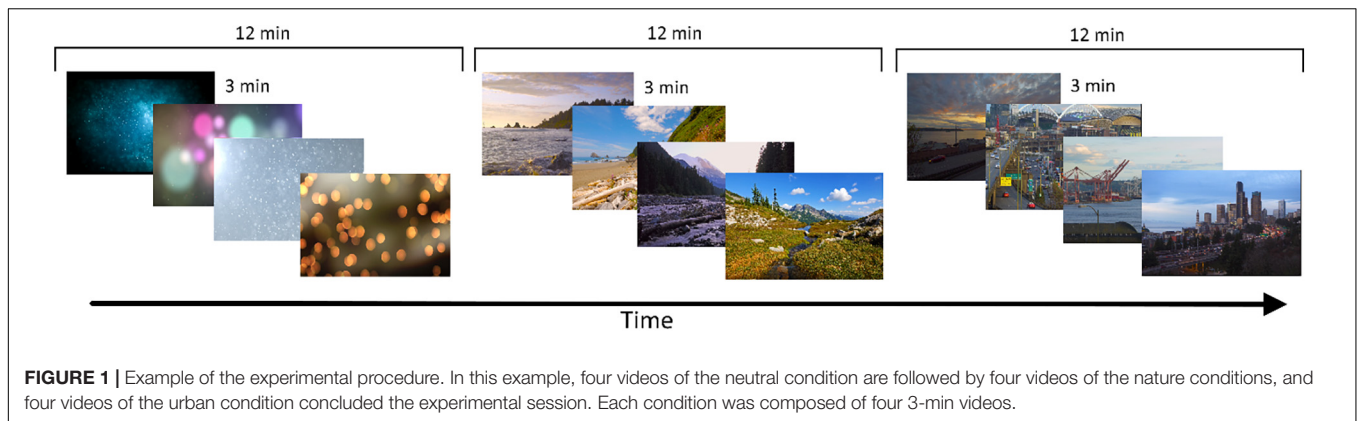 12 min 12 min 12 min
3 min 3 min 3 min
Time
FIGURE 1 | Example of the experimental procedure. In this example, four videos of the neutral condition are followed by four videos of the nature conditions, and
four videos of the urban condition concluded the experimental session. Each condition was composed of four 3-min videos.